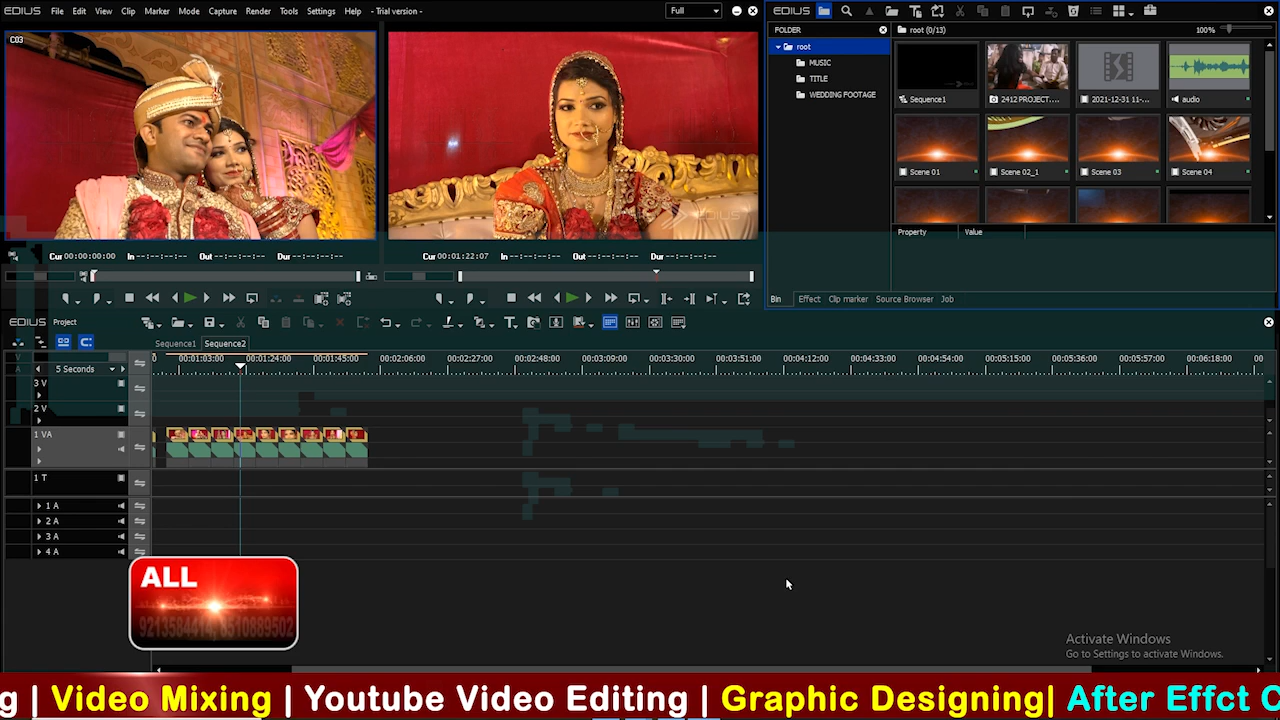 EDIUS File Edit View Clip Marker Mode Capture Render Tools Settings Help - Trial version - Full
EDIUS
FOLDER root (0/13) 100%
root
MUSIC
TITLE
WEDDING FOOTAGE
C03
EDIUS
Sequence1 2412 PROJECT.... 2021-12-31 11-... audio
Scene 01 Scene 02_1 Scene 03 Scene 04
Property Value
Cur 00:00:00:00 In --:--:--:-- Out --:--:--:-- Dur --:--:--:--
Cur 00:01:22:07 In --:--:--:-- Out --:--:--:-- Dur --:--:--:--
Bin Effect Clip marker Source Browser Job
EDIUS Project
Sequence1 Sequence2
V
A 5 Seconds
0 00:01:03:00 00:01:24:00 00:01:45:00 00:02:06:00 00:02:27:00 00:02:48:00 00:03:09:00 00:03:30:00 00:03:51:00 00:04:12:00 00:04:33:00 00:04:54:00 00:05:15:00 00:05:36:00 00:05:57:00 00:06:18:00 00
3 V
2 V
1 VA
1 T
1 A
2 A
3 A
4 A
ALL
Activate Windows
Go to Settings to activate Windows.
g | Video Mixing | Youtube Video Editing | Graphic Designing| After Effct C